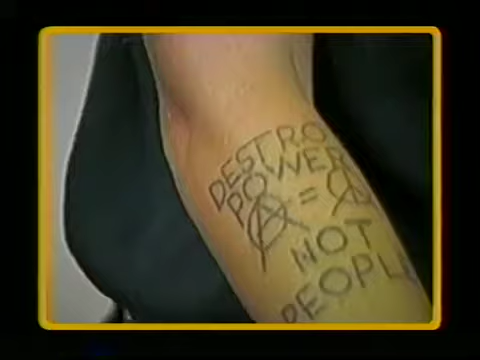 DESTRO
POWER
Ⓐ = Ⓐ
NOT
PEOPL